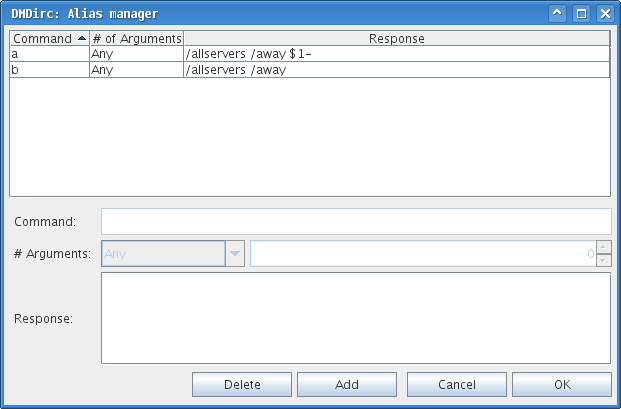 DMDirc: Alias manager
Command # of Arguments Response
a Any /allservers /away $1-
b Any /allservers /away
Command:
# Arguments: Any 0
Response:
Delete Add Cancel OK